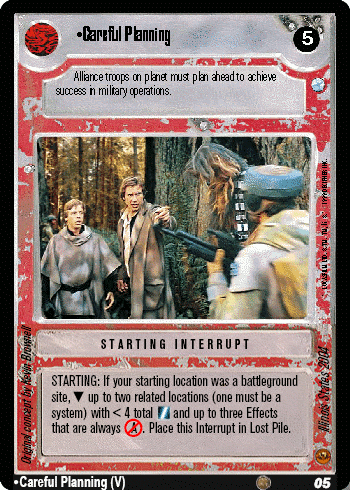 •Careful Planning
5
Alliance troops on planet must plan ahead to achieve
success in military operations.
STARTING INTERRUPT
STARTING: If your starting location was a battleground
site, ▼ up to two related locations (one must be a
system) with < 4 total and up to three Effects
that are always . Place this Interrupt in Lost Pile.
Original concept by Kevin
Virtual Series 2004
•Careful Planning (V)
05